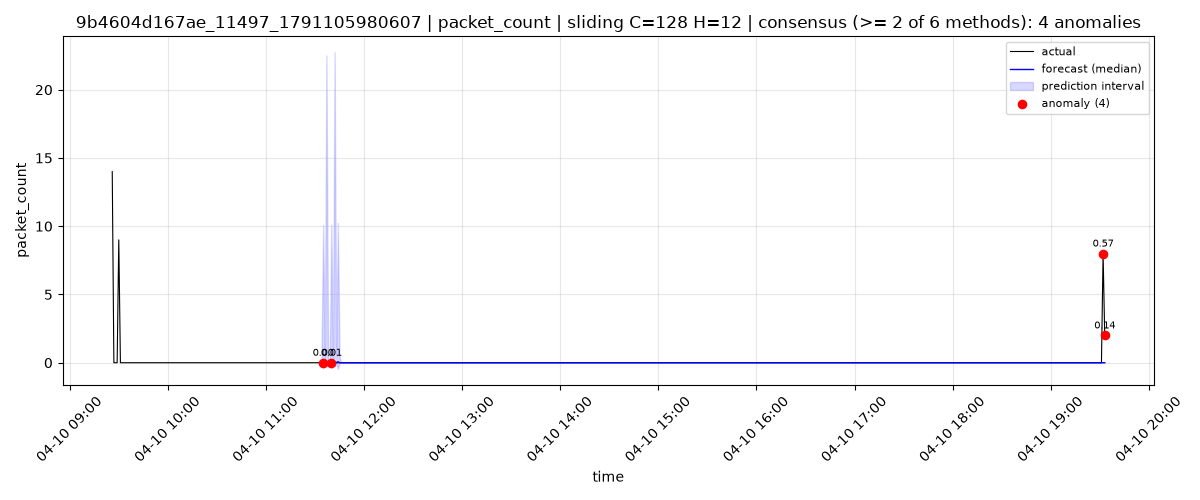 9b4604d167ae_11497_1791105980607 | packet_count | sliding C=128 H=12 | consensus (>= 2 of 6 methods): 4 anomalies
actual
forecast (median)
prediction interval
anomaly (4)
packet_count
20
15
10
5
0
0.01
0.57
0.14
04-10 09:00
04-10 10:00
04-10 11:00
04-10 12:00
04-10 13:00
04-10 14:00
04-10 15:00
04-10 16:00
04-10 17:00
04-10 18:00
04-10 19:00
04-10 20:00
time